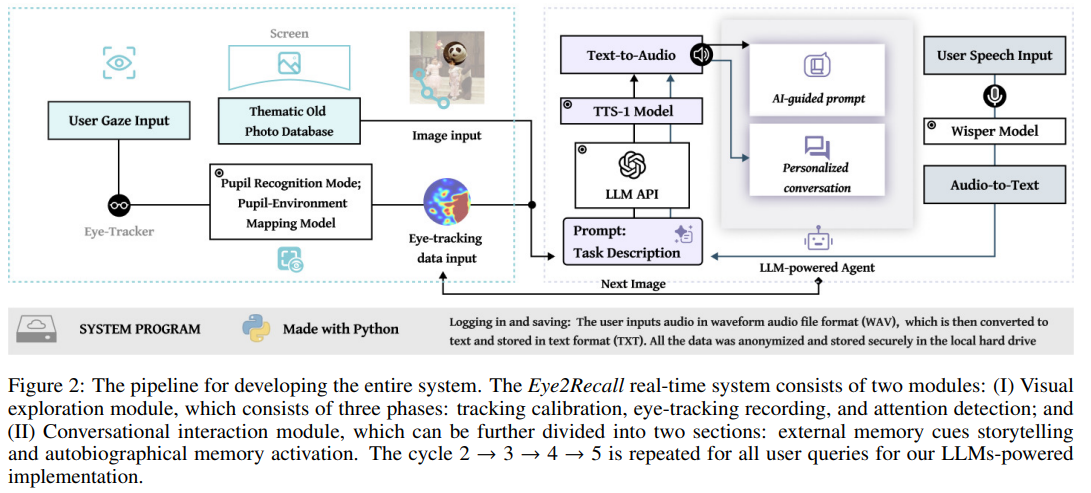 Screen
User Gaze Input
Thematic Old
Photo Database
Image input
Eye-Tracker
Pupil Recognition Mode;
Pupil-Environment
Mapping Model
Eye-tracking
data input
Text-to-Audio
TTS-1 Model
LLM API
Prompt:
Task Description
AI-guided prompt
Personalized
conversation
LLM-powered Agent
User Speech Input
Wisper Model
Audio-to-Text
Next Image
SYSTEM PROGRAM
Made with Python
Logging in and saving: The user inputs audio in waveform audio file format (WAV), which is then converted to
text and stored in text format (TXT). All the data was anonymized and stored securely in the local hard drive
Figure 2: The pipeline for developing the entire system. The Eye2Recall real-time system consists of two modules: (I) Visual
exploration module, which consists of three phases: tracking calibration, eye-tracking recording, and attention detection; and
(II) Conversational interaction module, which can be further divided into two sections: external memory cues storytelling
and autobiographical memory activation. The cycle 2 → 3 → 4 → 5 is repeated for all user queries for our LLMs-powered
implementation.